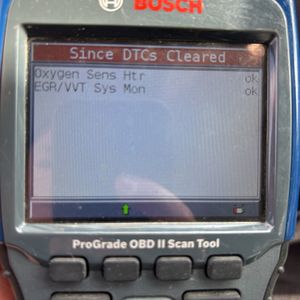 BOSCH
Since DTCs Cleared
Oxygen Sens Htr ok
EGR/VVT Sys Mon ok
ProGrade OBD II Scan Tool